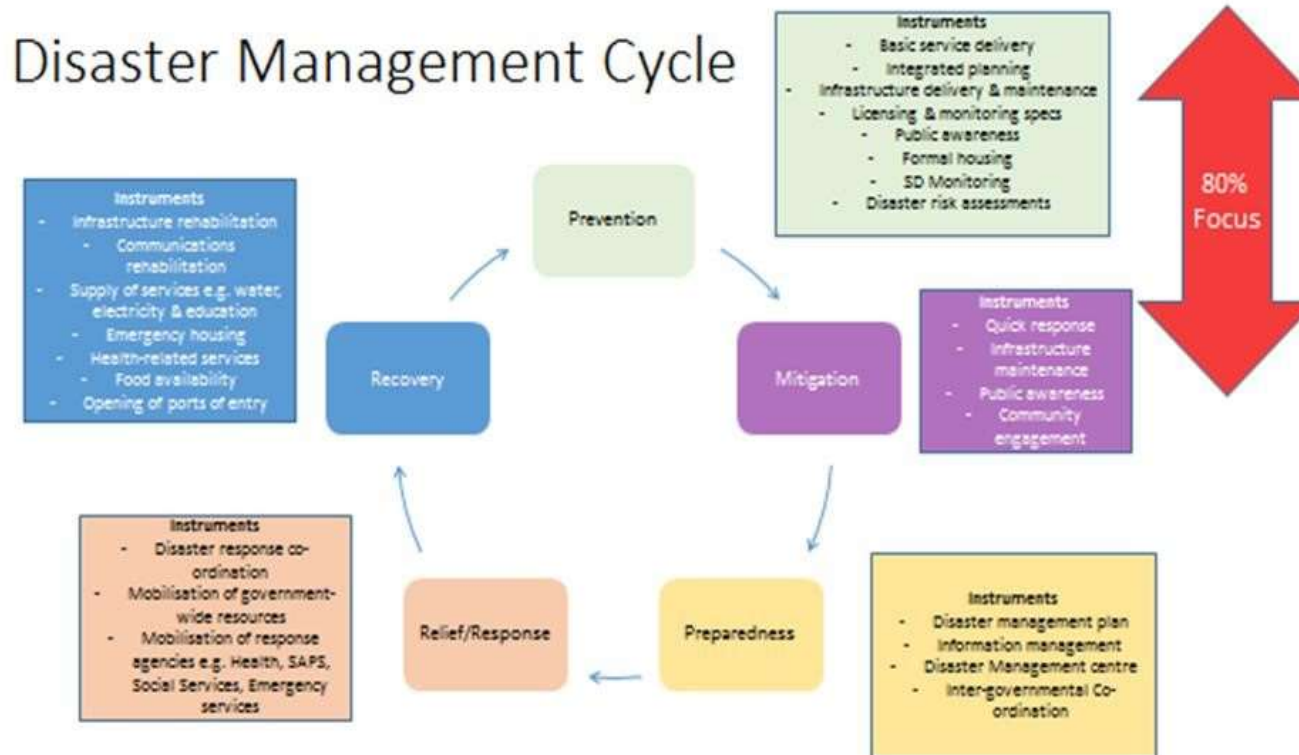 Disaster Management Cycle
Instruments
- Basic service delivery
- Integrated planning
- Infrastructure delivery & maintenance
- Licensing & monitoring specs
- Public awareness
- Formal housing
- SD Monitoring
- Disaster risk assessments
80%
Focus
Prevention
Instruments
- Infrastructure rehabilitation
- Communications
rehabilitation
- Supply of services e.g. water,
electricity & education
- Emergency housing
- Health-related services
- Food availability
- Opening of ports of entry
Recovery
Mitigation
Instruments
- Quick response
- Infrastructure
maintenance
- Public awareness
- Community
engagement
Instruments
- Disaster response co-
ordination
- Mobilisation of government-
wide resources
- Mobilisation of response
agencies e.g. Health, SAPS,
Social Services, Emergency
services
Relief/Response
Preparedness
Instruments
- Disaster management plan
- Information management
- Disaster Management centre
- Inter-governmental Co-
ordination